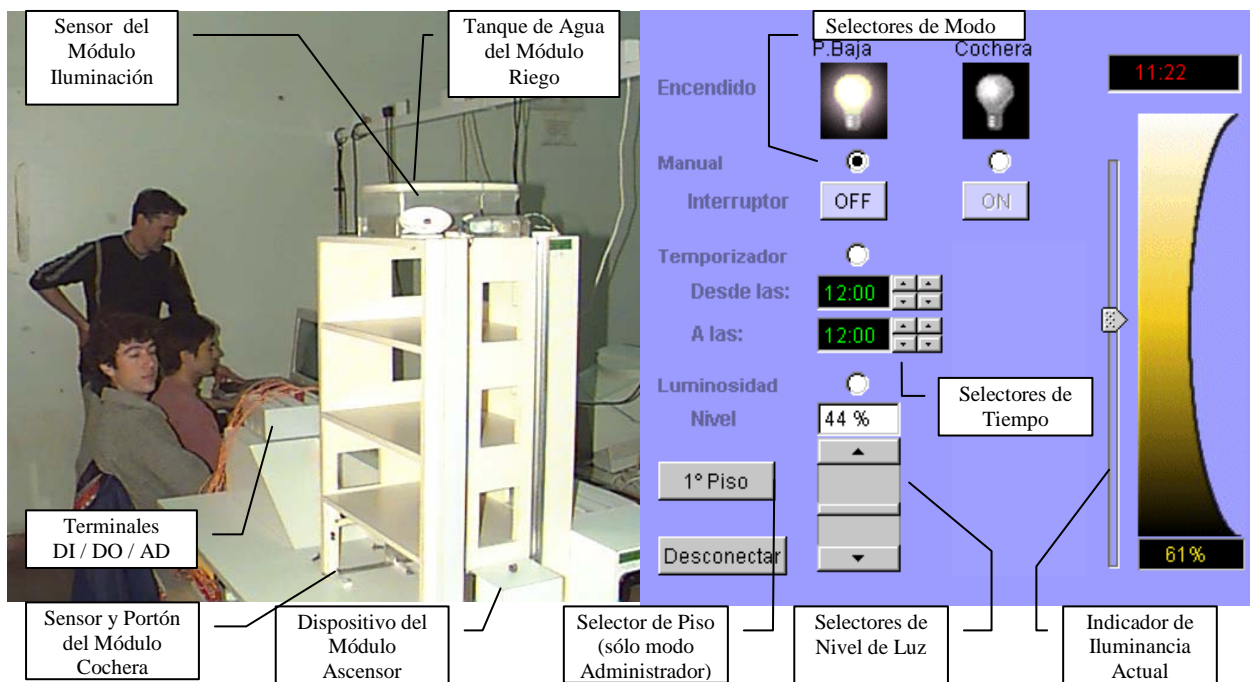 Sensor del
Módulo
Iluminación
Tanque de Agua
del Módulo
Riego
Selectores de Modo
P.Baja
Cochera
11:22
Encendido
Manual
Interruptor
OFF
ON
Temporizador
Desde las:
12:00
A las:
12:00
Luminosidad
Nivel
44 %
Selectores de
Tiempo
1º Piso
Desconectar
61%
Terminales
DI / DO / AD
Sensor y Portón
del Módulo
Cochera
Dispositivo del
Módulo
Ascensor
Selector de Piso
(sólo modo
Administrador)
Selectores de
Nivel de Luz
Indicador de
Iluminancia
Actual